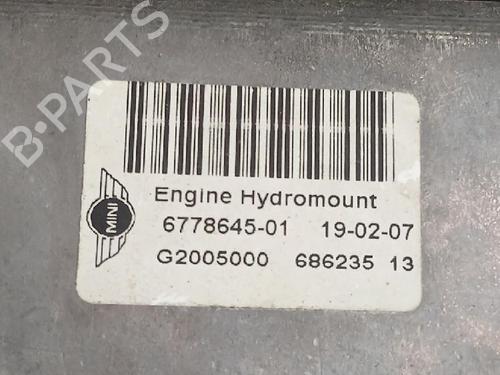 B-PARTS
Engine Hydromount
MINI
6778645-01 19-02-07
G2005000 686235 13